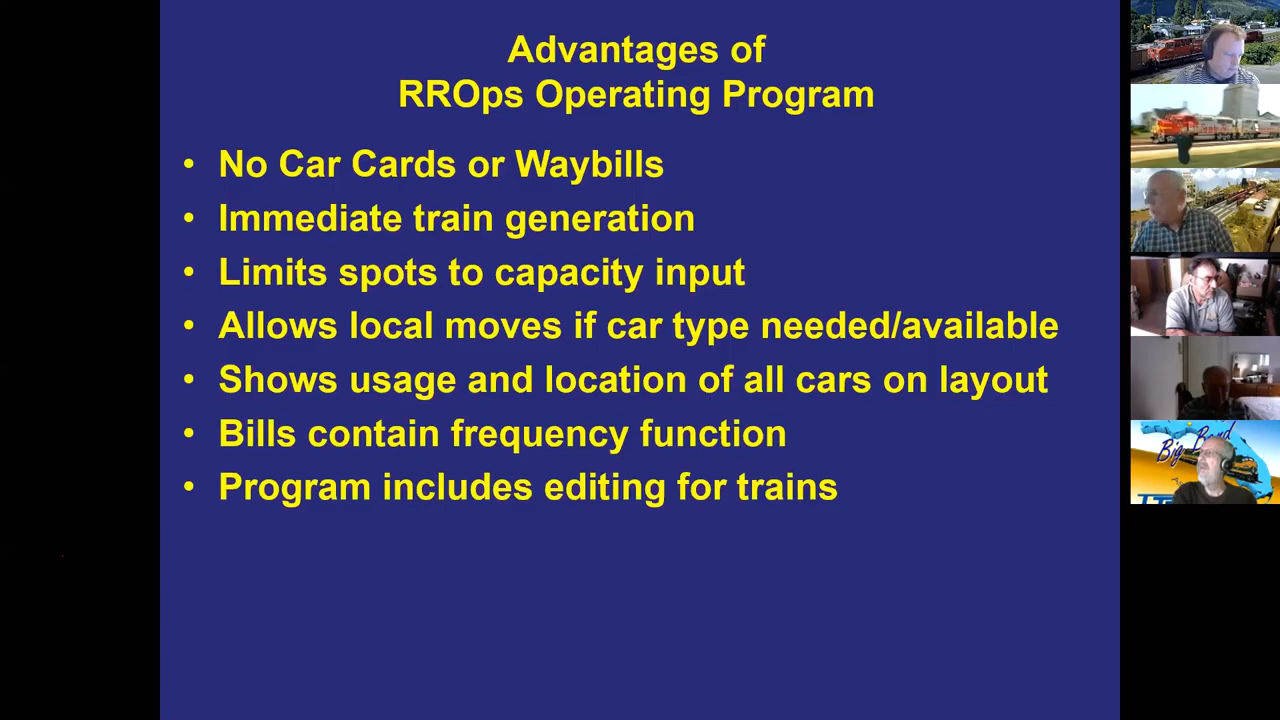 Advantages of
RROps Operating Program
• No Car Cards or Waybills
• Immediate train generation
• Limits spots to capacity input
• Allows local moves if car type needed/available
• Shows usage and location of all cars on layout
• Bills contain frequency function
• Program includes editing for trains
Big Bend